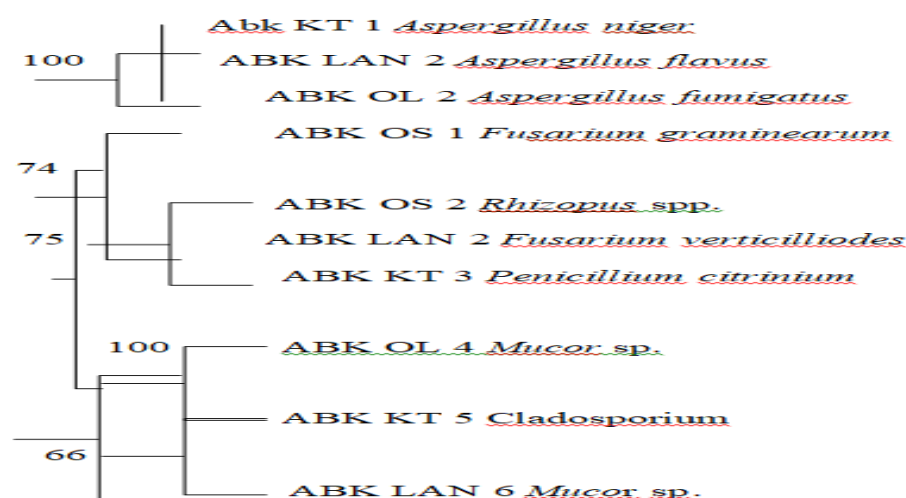 Abk KT 1 Aspergillus niger
100 ABK LAN 2 Aspergillus flavus
ABK OL 2 Aspergillus fumigatus
ABK OS 1 Fusarium graminearum
74
ABK OS 2 Rhizopus spp.
75 ABK LAN 2 Fusarium verticilliodes
ABK KT 3 Penicillium citrinium
100 ABK OL 4 Mucor sp.
ABK KT 5 Cladosporium
66
ABK LAN 6 Mucor sp.